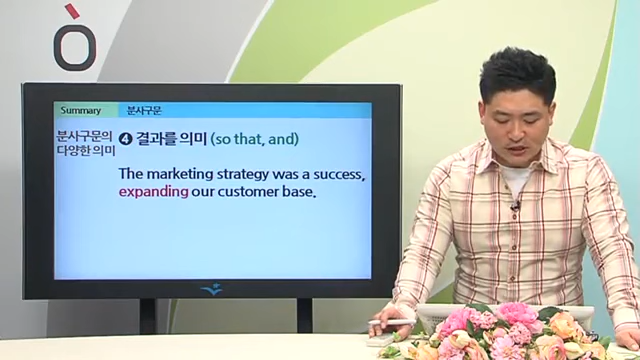 Summary
분사구문
분사구문의
다양한 의미
❹ 결과를 의미 (so that, and)
The marketing strategy was a success,
expanding our customer base.